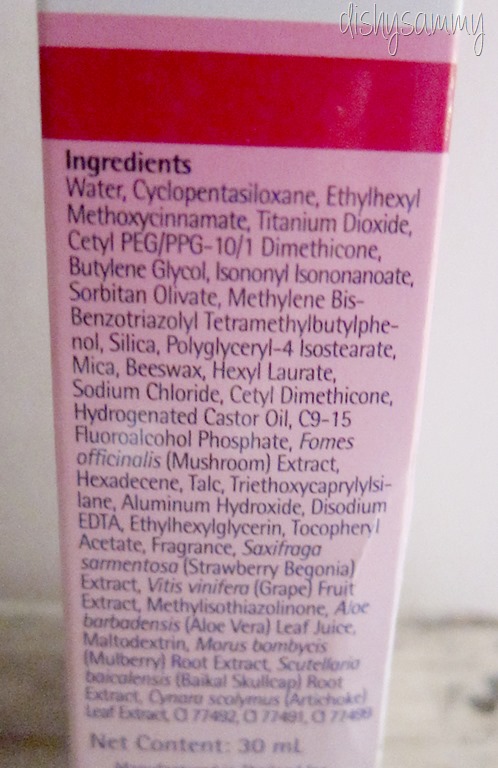 dishysammy
Ingredients
Water, Cyclopentasiloxane, Ethylhexyl
Methoxycinnamate, Titanium Dioxide,
Cetyl PEG/PPG-10/1 Dimethicone,
Butylene Glycol, Isononyl Isononanoate,
Sorbitan Olivate, Methylene Bis-
Benzotriazolyl Tetramethylbutylphe-
nol, Silica, Polyglyceryl-4 Isostearate,
Mica, Beeswax, Hexyl Laurate,
Sodium Chloride, Cetyl Dimethicone,
Hydrogenated Castor Oil, C9-15
Fluoroalcohol Phosphate, Fomes
officinalis (Mushroom) Extract,
Hexadecene, Talc, Triethoxycaprylylsi-
lane, Aluminum Hydroxide, Disodium
EDTA, Ethylhexylglycerin, Tocopheryl
Acetate, Fragrance, Saxifraga
sarmentosa (Strawberry Begonia)
Extract, Vitis vinifera (Grape) Fruit
Extract, Methylisothiazolinone, Aloe
barbadensis (Aloe Vera) Leaf Juice,
Maltodextrin, Morus bombycis
(Mulberry) Root Extract, Scutellaria
baicalensis (Baikal Skullcap) Root
Extract, Cynara scolymus (Artichoke)
Leaf Extract, CI 77492, CI 77491, CI 77499
Net Content: 30 mL